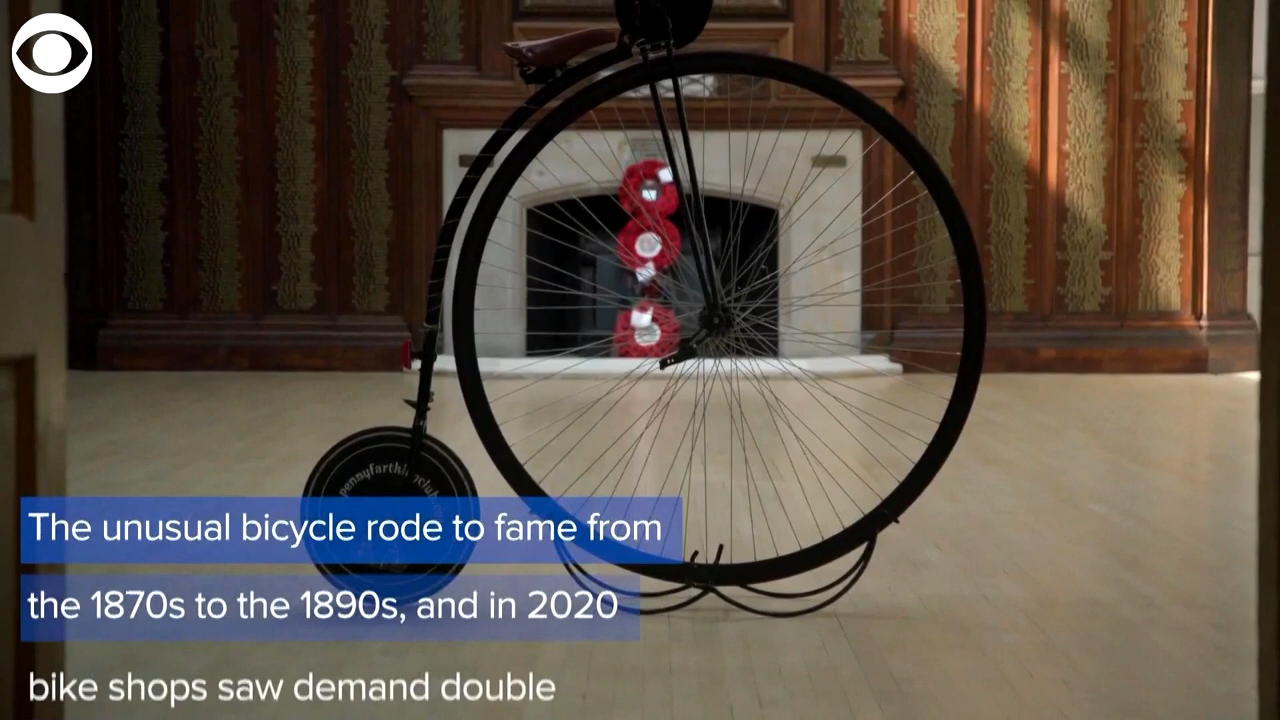 pennyfarthingclub
The unusual bicycle rode to fame from
the 1870s to the 1890s, and in 2020
bike shops saw demand double